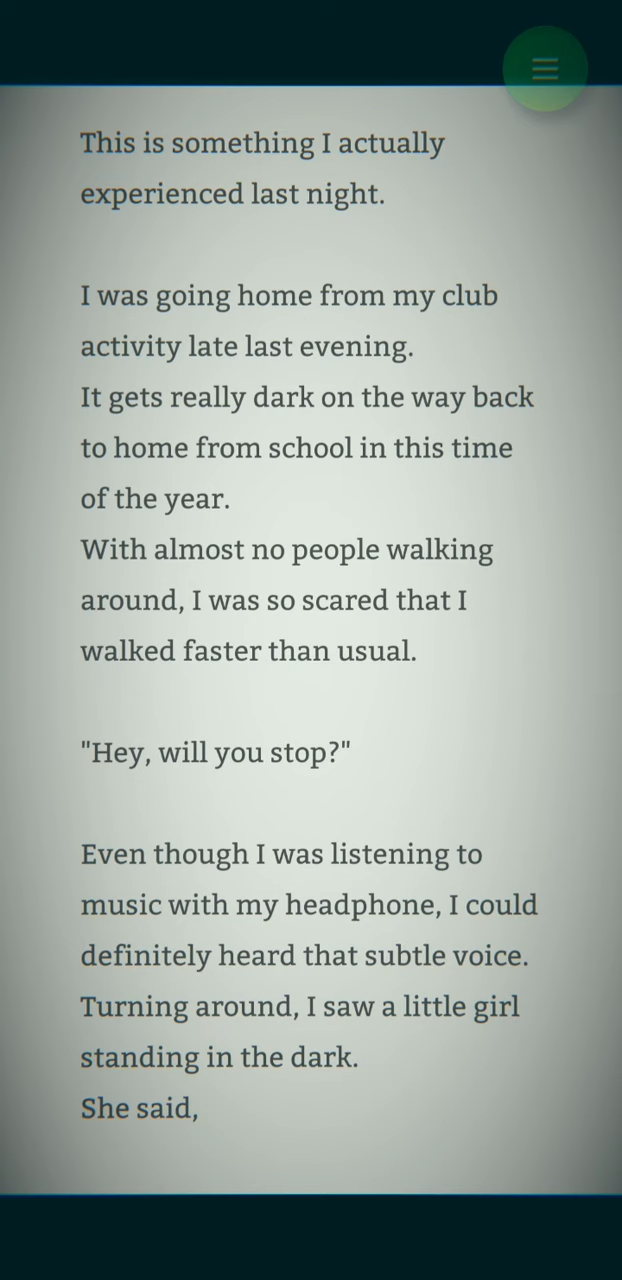 This is something I actually
experienced last night.
I was going home from my club
activity late last evening.
It gets really dark on the way back
to home from school in this time
of the year.
With almost no people walking
around, I was so scared that I
walked faster than usual.
"Hey, will you stop?"
Even though I was listening to
music with my headphone, I could
definitely heard that subtle voice.
Turning around, I saw a little girl
standing in the dark.
She said,